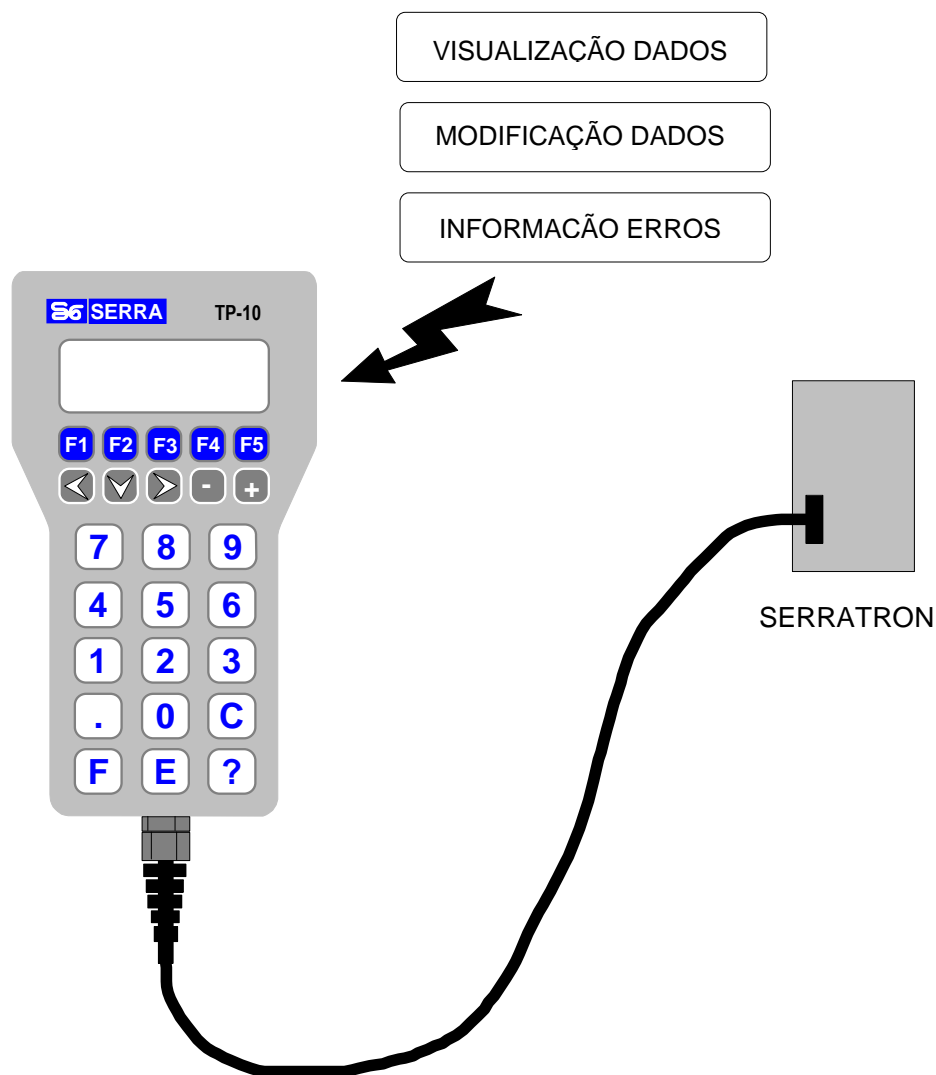 VISUALIZAÇÃO DADOS
MODIFICAÇÃO DADOS
INFORMAÇÃO ERROS
SERRA TP-10
F1 F2 F3 F4 F5
- +
7 8 9
4 5 6
1 2 3
. 0 C
F E ?
SERRATRON